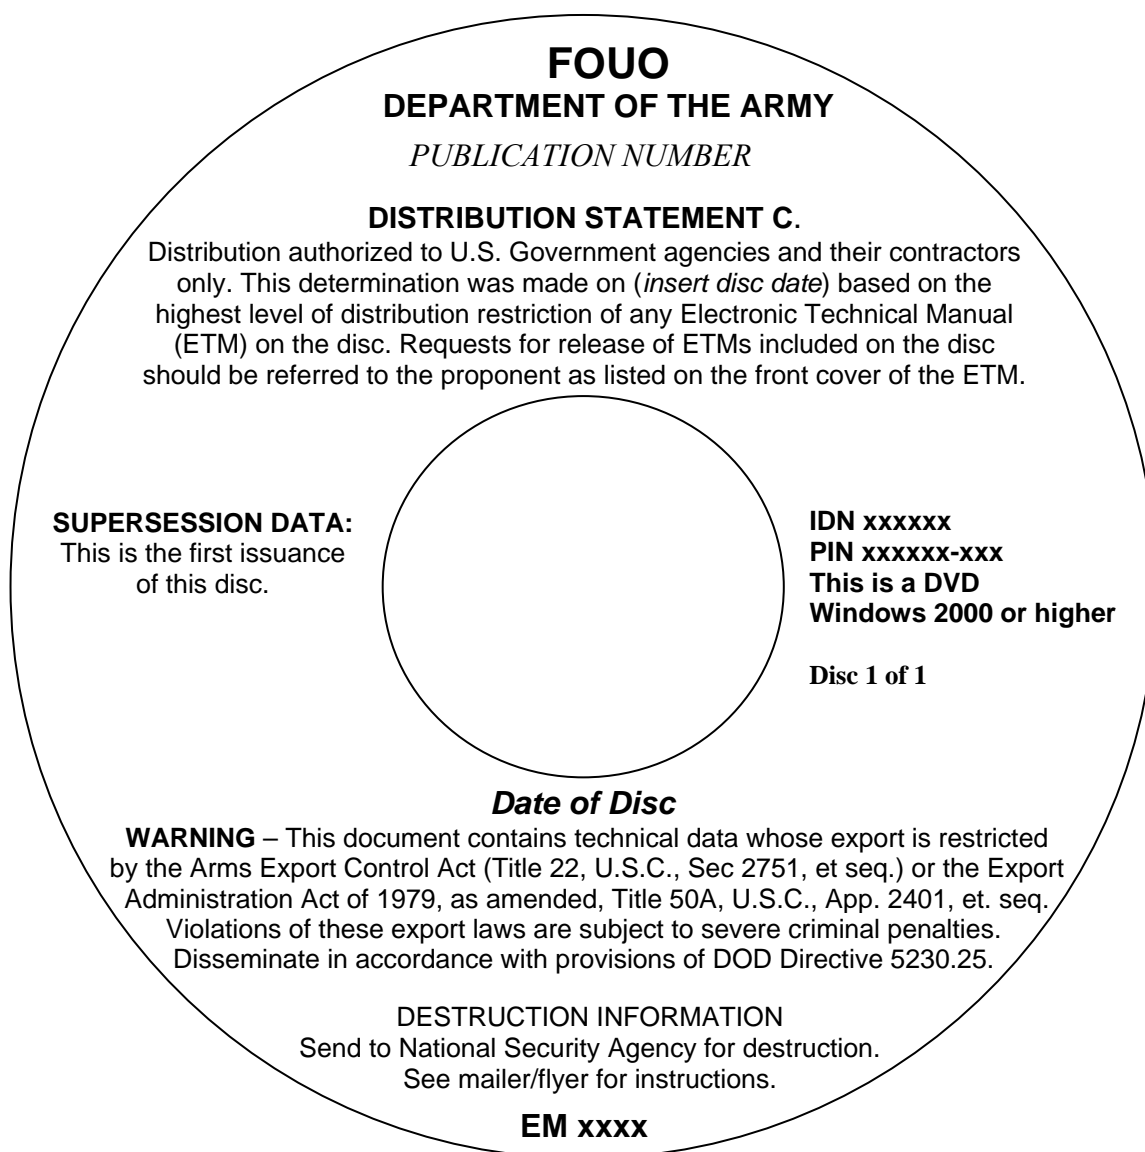 FOUO
DEPARTMENT OF THE ARMY
PUBLICATION NUMBER
DISTRIBUTION STATEMENT C.
Distribution authorized to U.S. Government agencies and their contractors
only. This determination was made on (insert disc date) based on the
highest level of distribution restriction of any Electronic Technical Manual
(ETM) on the disc. Requests for release of ETMs included on the disc
should be referred to the proponent as listed on the front cover of the ETM.
SUPERSESSION DATA:
This is the first issuance
of this disc.
IDN xxxxxx
PIN xxxxxx-xxx
This is a DVD
Windows 2000 or higher
Disc 1 of 1
Date of Disc
WARNING – This document contains technical data whose export is restricted
by the Arms Export Control Act (Title 22, U.S.C., Sec 2751, et seq.) or the Export
Administration Act of 1979, as amended, Title 50A, U.S.C., App. 2401, et. seq.
Violations of these export laws are subject to severe criminal penalties.
Disseminate in accordance with provisions of DOD Directive 5230.25.
DESTRUCTION INFORMATION
Send to National Security Agency for destruction.
See mailer/flyer for instructions.
EM xxxx